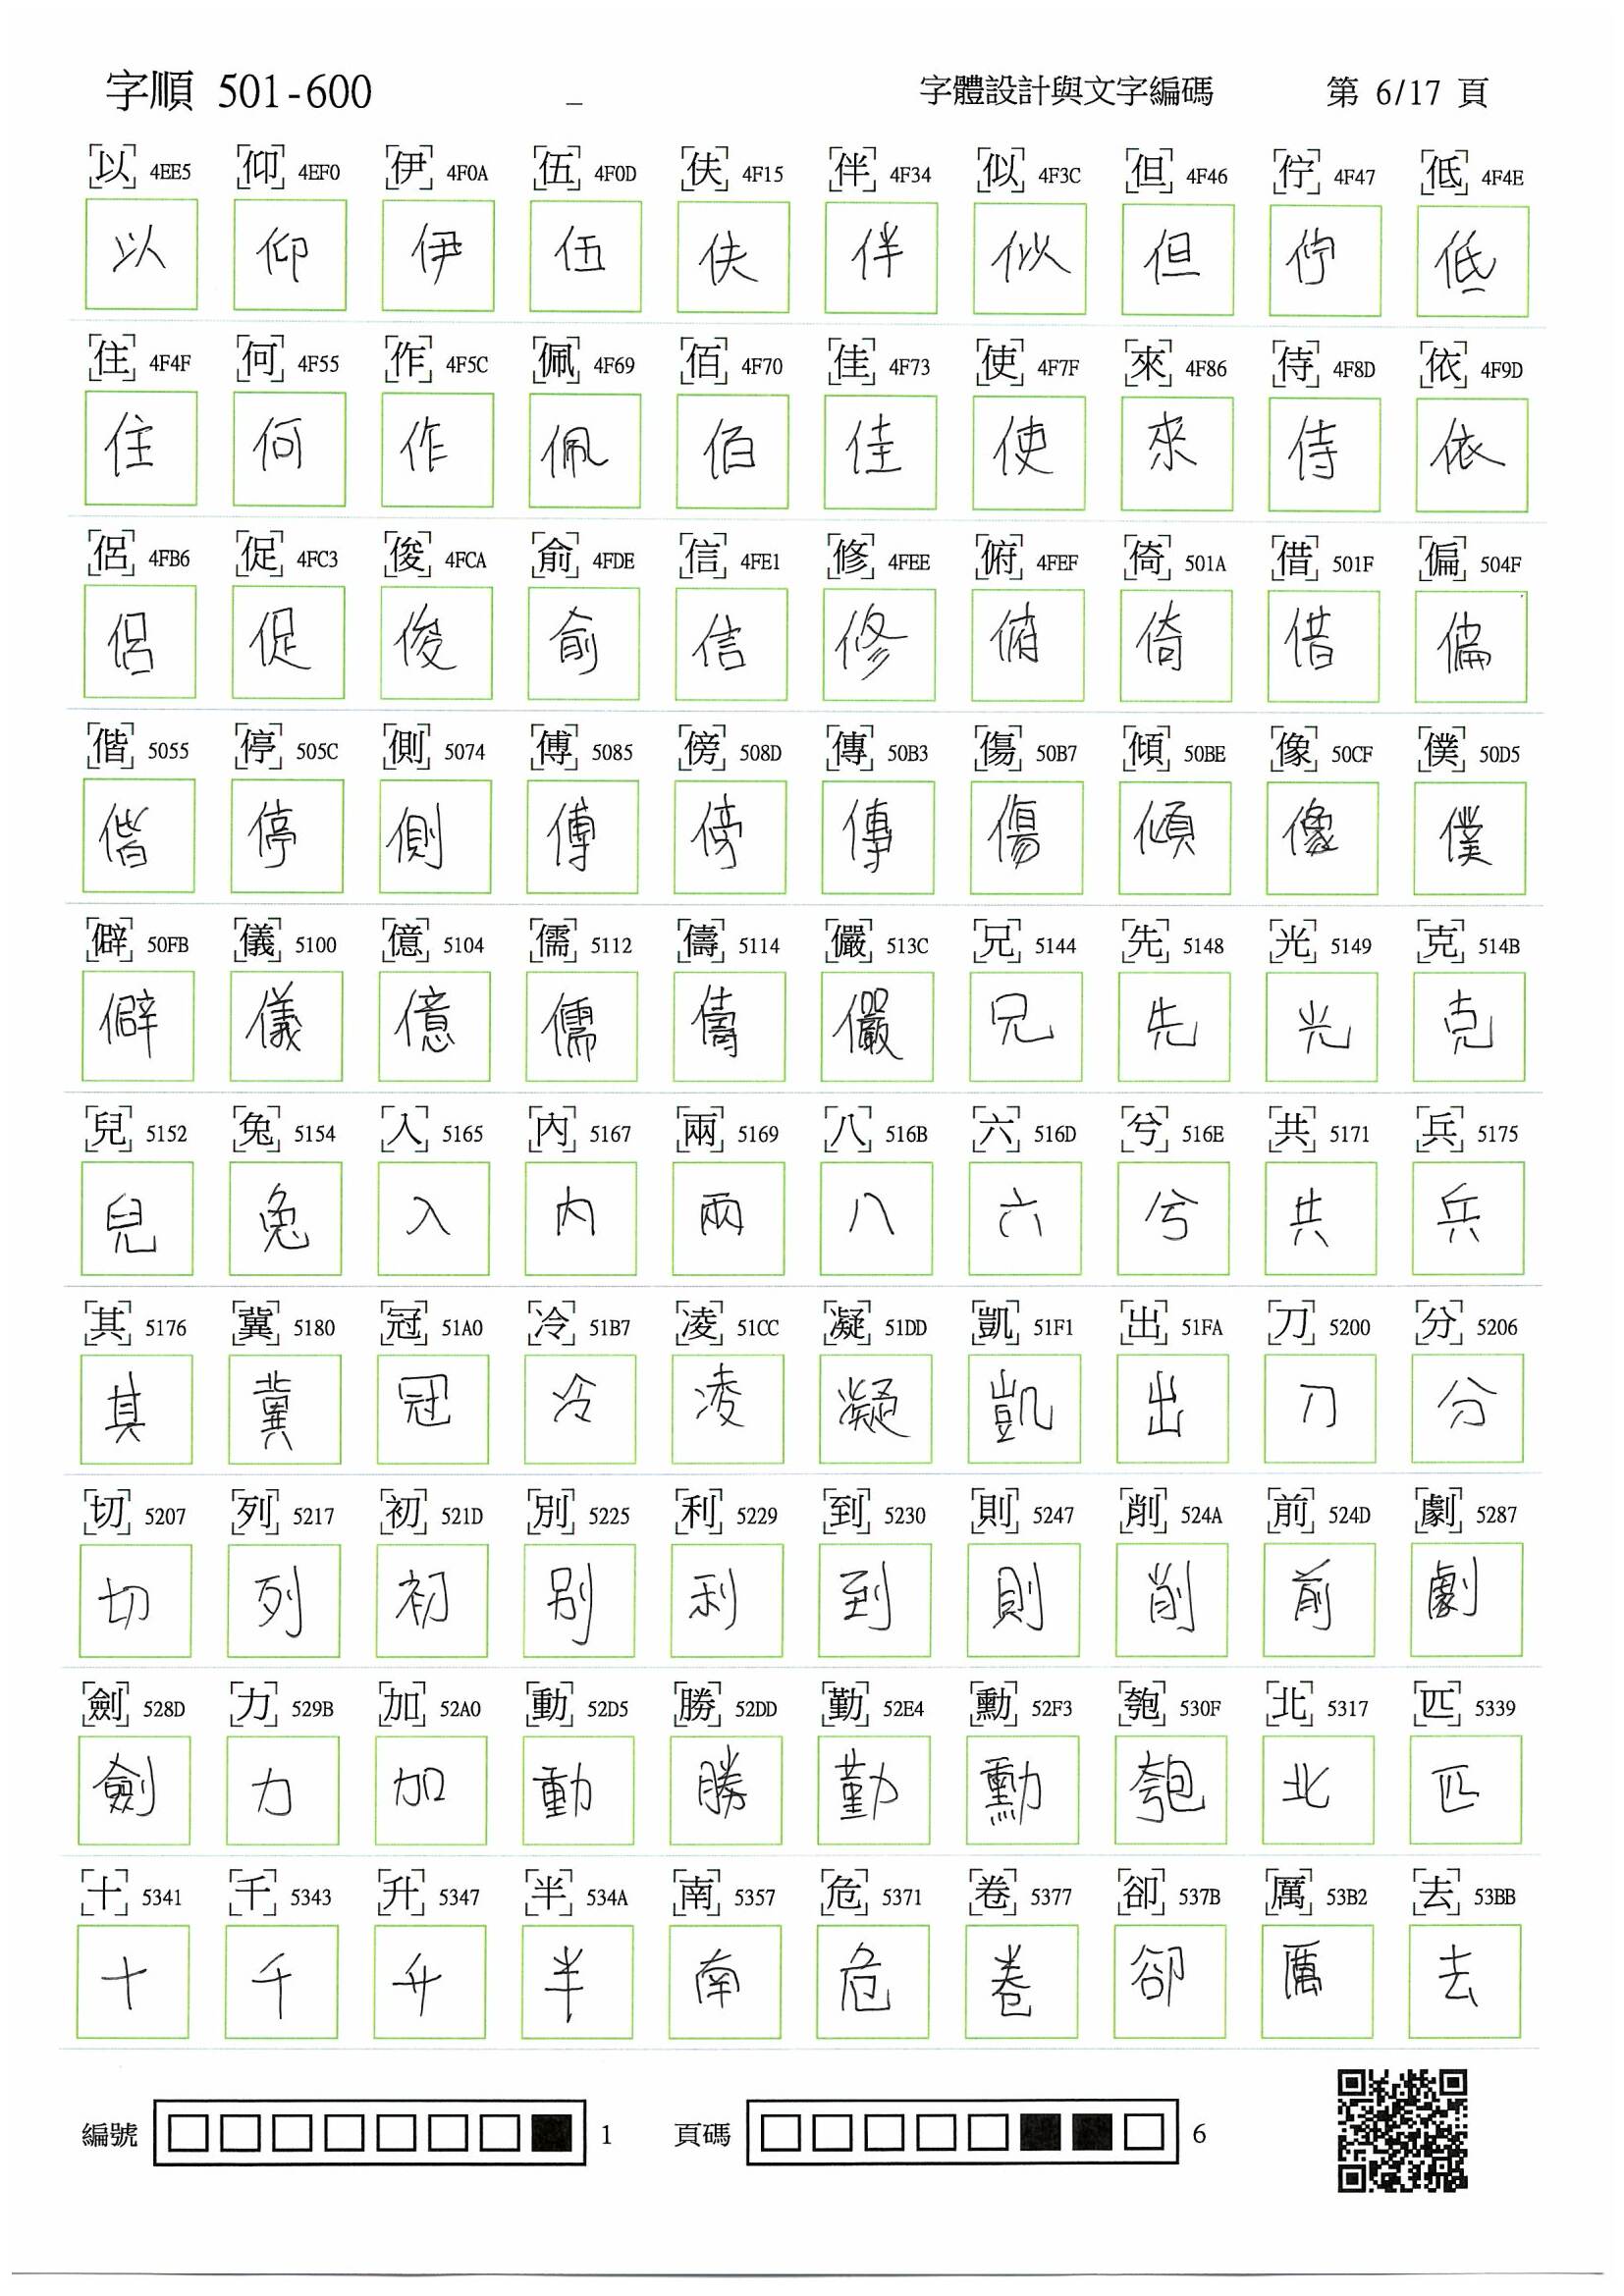 字順 501-600 _ 字體設計與文字編碼 第 6/17 頁
以 4EE5 仰 4EF0 伊 4F0A 伍 4F0D 伕 4F15 伴 4F34 似 4F3C 但 4F46 佇 4F47 低 4F4E
以 仰 伊 伍 伕 伴 似 但 佇 低
住 4F4F 何 4F55 作 4F5C 佩 4F69 佰 4F70 佳 4F73 使 4F7F 來 4F86 侍 4F8D 依 4F9D
住 何 作 佩 佰 佳 使 來 侍 依
侶 4FB6 促 4FC3 俊 4FCA 俞 4FDE 信 4FE1 修 4FEE 俯 4FEF 倚 501A 借 501F 偏 504F
侶 促 俊 俞 信 修 俯 倚 借 偏
偕 5055 停 505C 側 5074 傅 5085 傍 508D 傳 50B3 傷 50B7 傾 50BE 像 50CF 僕 50D5
偕 停 側 傅 傍 傳 傷 傾 像 僕
僻 50FB 儀 5100 億 5104 儒 5112 儔 5114 儼 513C 兄 5144 先 5148 光 5149 克 514B
僻 儀 億 儒 儔 儼 兄 先 光 克
兒 5152 兔 5154 入 5165 內 5167 兩 5169 八 516B 六 516D 兮 516E 共 5171 兵 5175
兒 兔 入 內 兩 八 六 兮 共 兵
其 5176 冀 5180 冠 51A0 冷 51B7 凌 51CC 凝 51DD 凱 51F1 出 51FA 刀 5200 分 5206
其 冀 冠 冷 凌 凝 凱 出 刀 分
切 5207 列 5217 初 521D 別 5225 利 5229 到 5230 則 5247 削 524A 前 524D 劇 5287
切 列 初 別 利 到 則 削 前 劇
劍 528D 力 529B 加 52A0 動 52D5 勝 52DD 勤 52E4 勳 52F3 匏 530F 北 5317 匹 5339
劍 力 加 動 勝 勤 勳 匏 北 匹
十 5341 千 5343 升 5347 半 534A 南 5357 危 5371 卷 5377 卻 537B 厲 53B2 去 53BB
十 千 升 半 南 危 卷 卻 厲 去
編號 1 頁碼 6